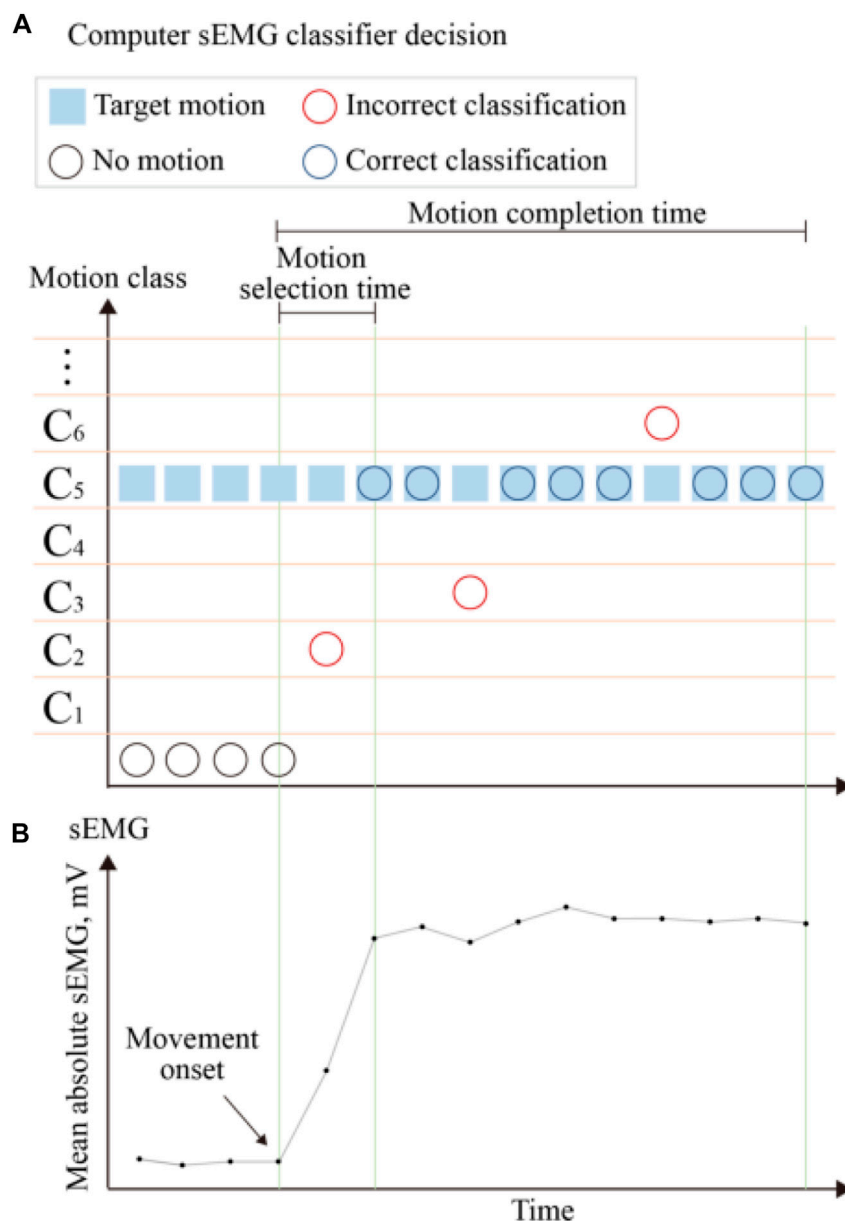 A
Computer sEMG classifier decision
Target motion
Incorrect classification
No motion
Correct classification
Motion completion time
Motion
selection time
Motion class
⋮
C₆
C₅
C₄
C₃
C₂
C₁
B
sEMG
Mean absolute sEMG, mV
Movement
onset
Time